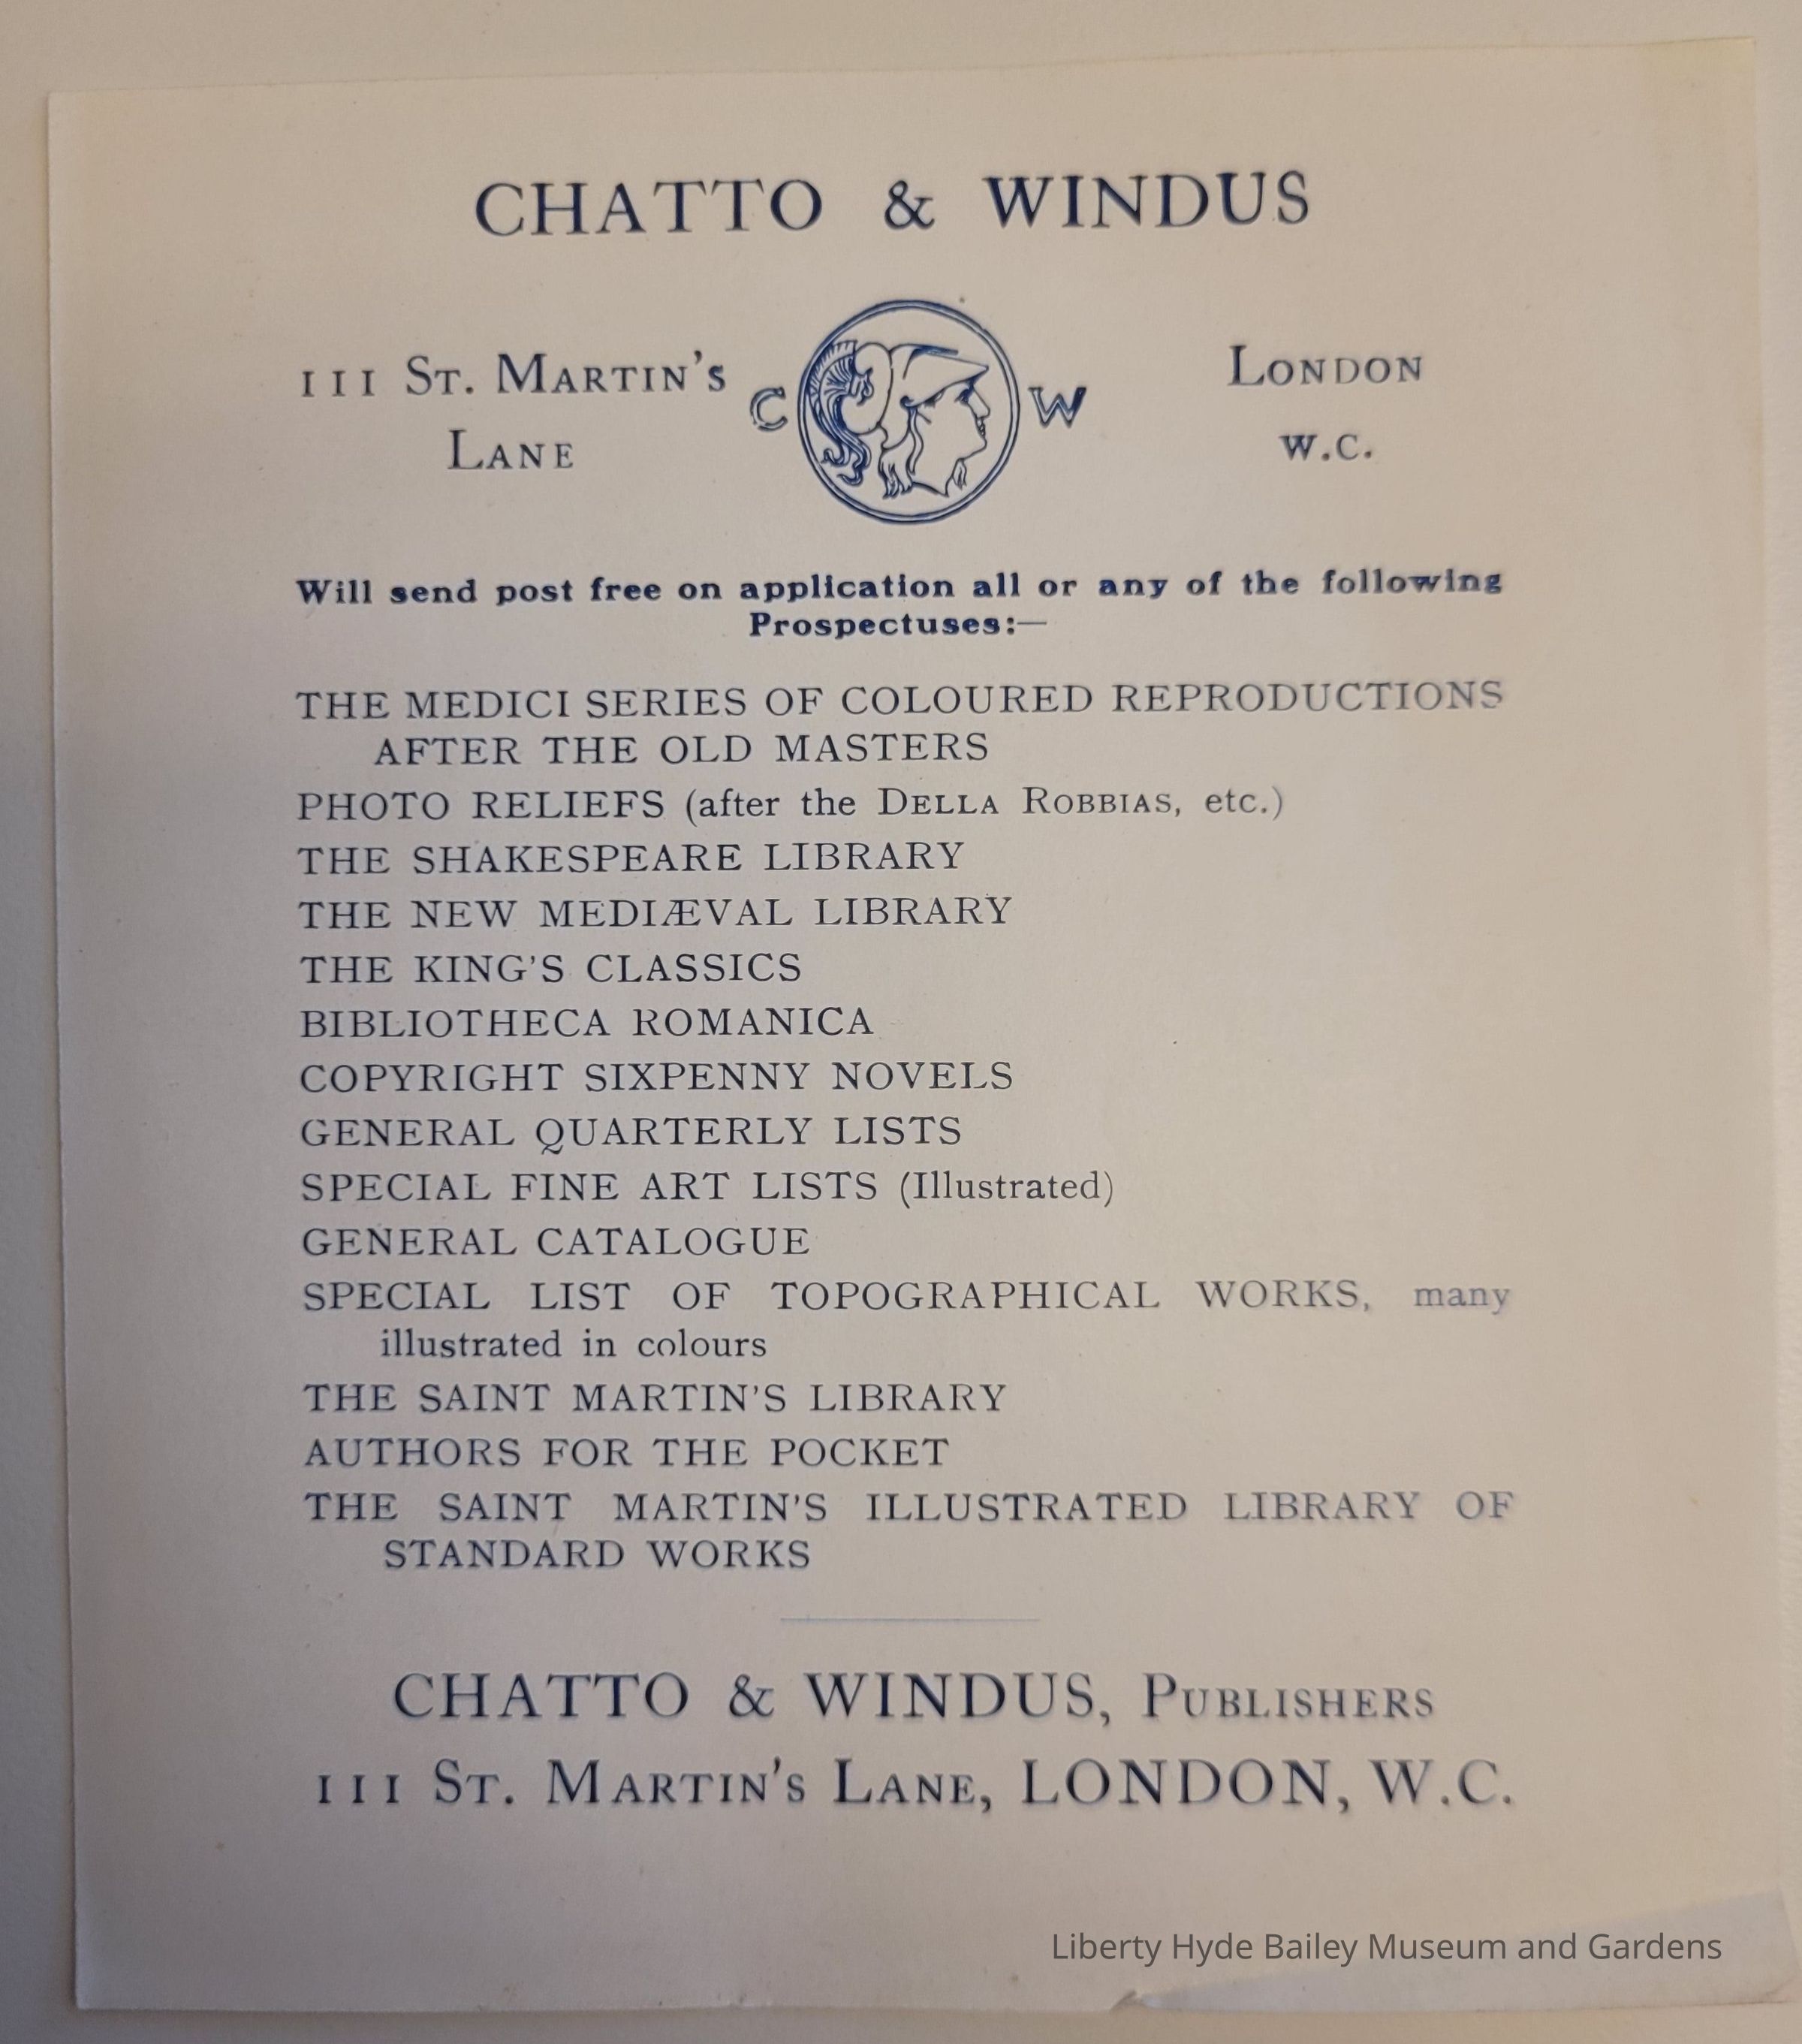 CHATTO & WINDUS
111 St. Martin's
Lane
C W
London
W.C.
Will send post free on application all or any of the following
Prospectuses:—
THE MEDICI SERIES OF COLOURED REPRODUCTIONS
AFTER THE OLD MASTERS
PHOTO RELIEFS (after the Della Robbias, etc.)
THE SHAKESPEARE LIBRARY
THE NEW MEDIÆVAL LIBRARY
THE KING'S CLASSICS
BIBLIOTHECA ROMANICA
COPYRIGHT SIXPENNY NOVELS
GENERAL QUARTERLY LISTS
SPECIAL FINE ART LISTS (Illustrated)
GENERAL CATALOGUE
SPECIAL LIST OF TOPOGRAPHICAL WORKS, many
illustrated in colours
THE SAINT MARTIN'S LIBRARY
AUTHORS FOR THE POCKET
THE SAINT MARTIN'S ILLUSTRATED LIBRARY OF
STANDARD WORKS
CHATTO & WINDUS, Publishers
111 St. Martin's Lane, LONDON, W.C.
Liberty Hyde Bailey Museum and Gardens